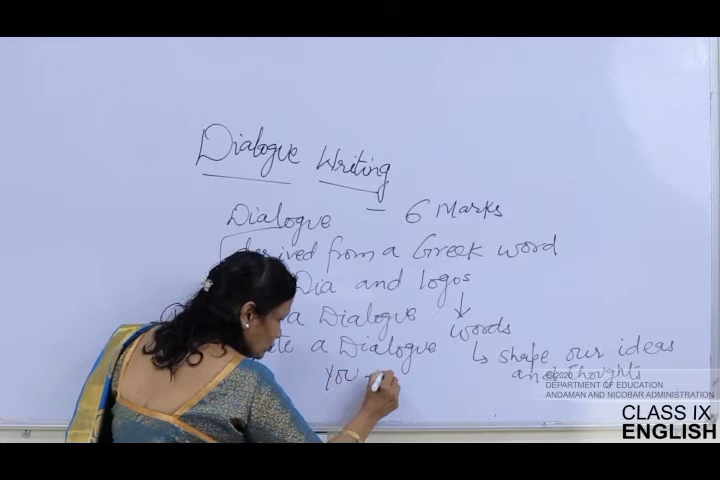 Dialogue Writing
Dialogue – 6 Marks
derived from a Greek word
Dia and logos
a Dialogue words
a Dialogue ↳ shape our ideas
You – and Thoughts
©2020
DEPARTMENT OF EDUCATION
ANDAMAN AND NICOBAR ADMINISTRATION
CLASS IX
ENGLISH